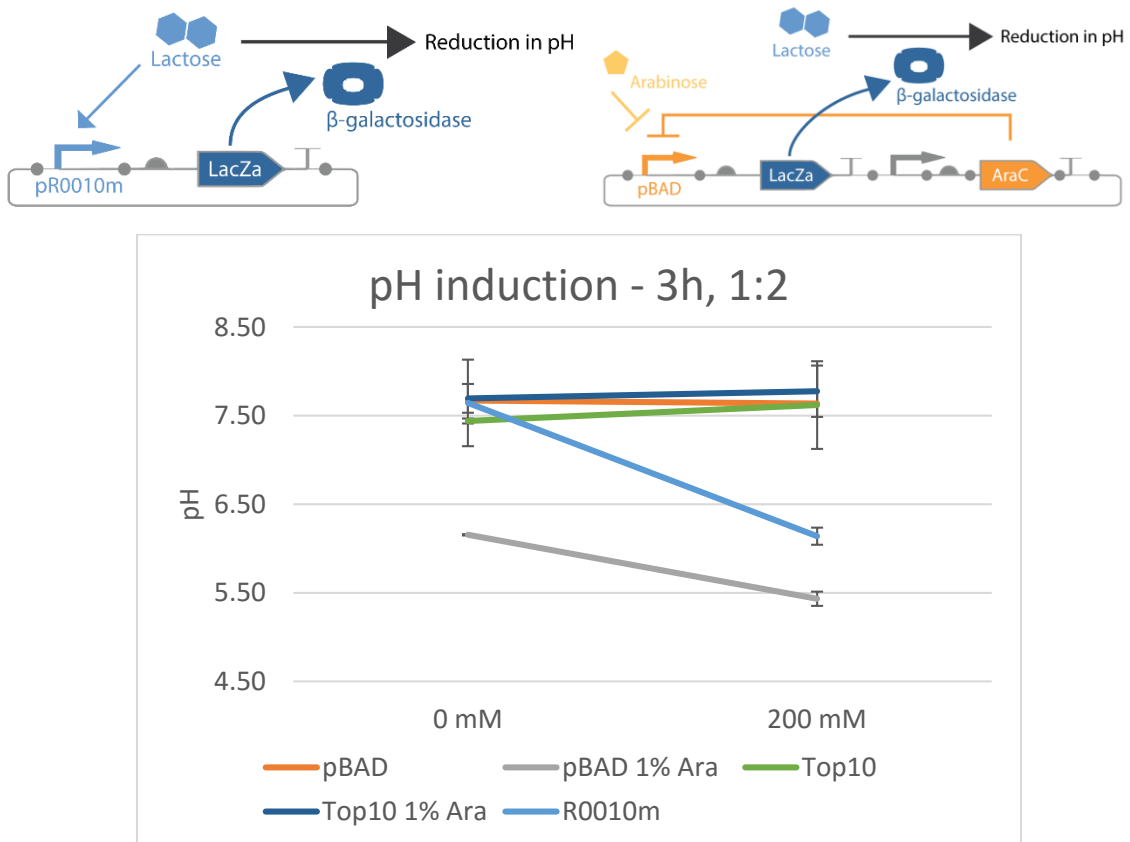 Lactose
Reduction in pH
β-galactosidase
pR0010m
LacZa
Lactose
Reduction in pH
Arabinose
β-galactosidase
pBAD
LacZa
AraC
pH induction - 3h, 1:2
8.50
7.50
6.50
5.50
4.50
pH
0 mM
200 mM
pBAD
pBAD 1% Ara
Top10
Top10 1% Ara
R0010m